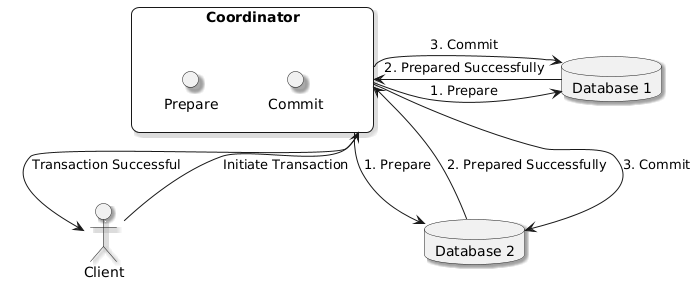 Coordinator
3. Commit
2. Prepared Successfully
Database 1
1. Prepare
Prepare
Commit
Transaction Successful
Initiate Transaction
1. Prepare
2. Prepared Successfully
3. Commit
Database 2
Client